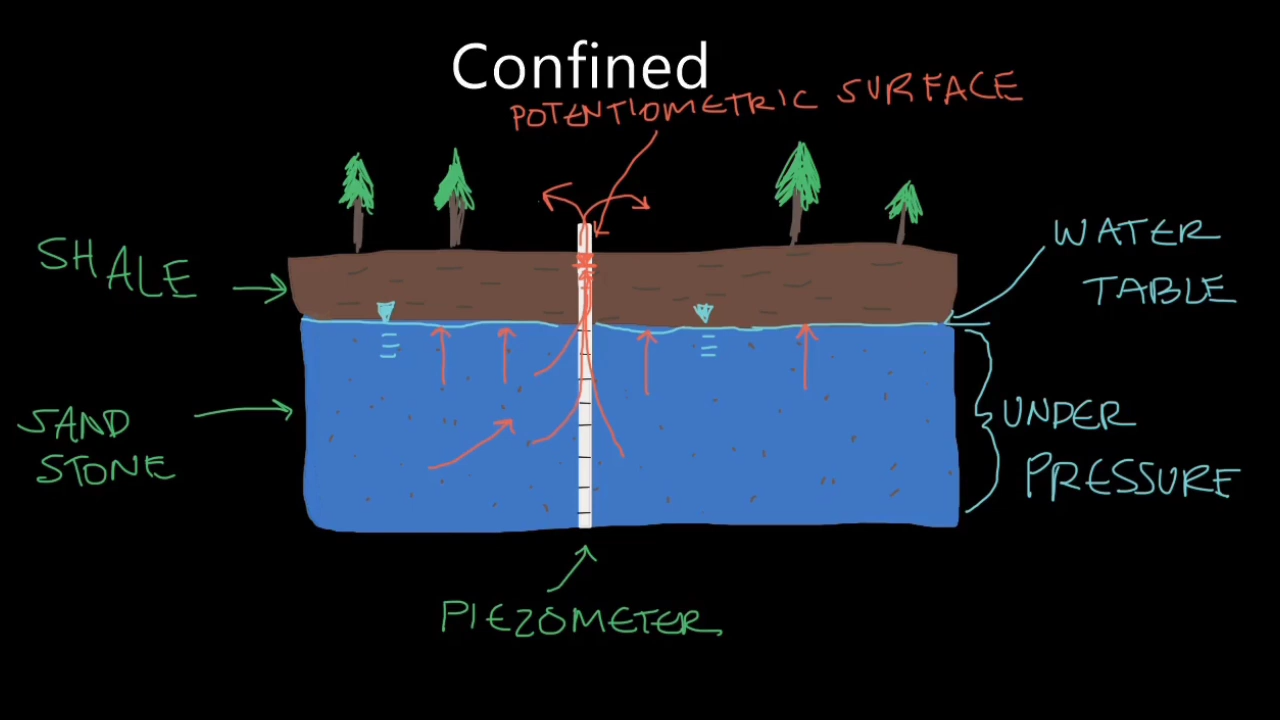 Confined
POTENTIOMETRIC SURFACE
SHALE
WATER
TABLE
SAND
STONE
UNDER
PRESSURE
PIEZOMETER